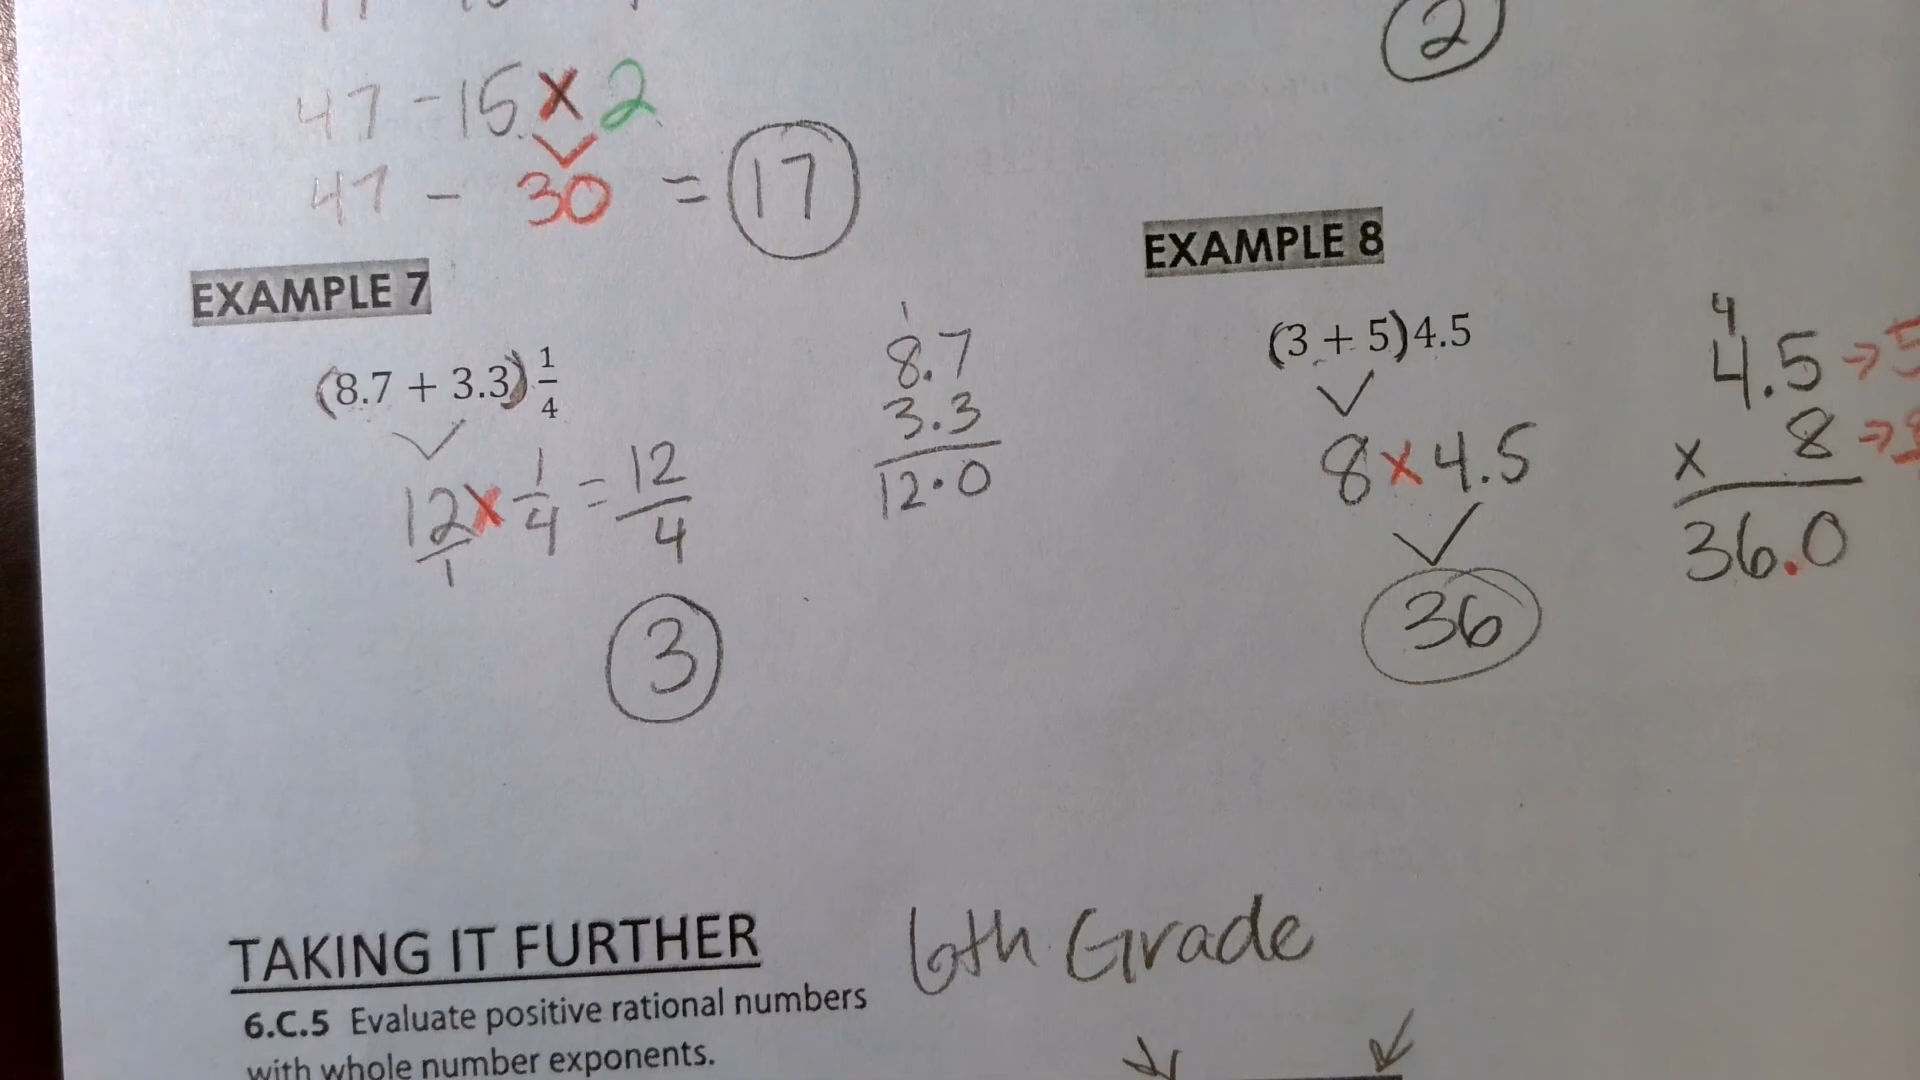 2
47 - 15 x 2
47 - 30 = 17
EXAMPLE 7
(8.7 + 3.3) 1/4
12/1 x 1/4 = 12/4
3
1
8.7
3.3
12.0
EXAMPLE 8
(3 + 5)4.5
8 x 4.5
36
4
4.5 →
x 8 →
36.0
TAKING IT FURTHER
6th Grade
6.C.5 Evaluate positive rational numbers
with whole number exponents.